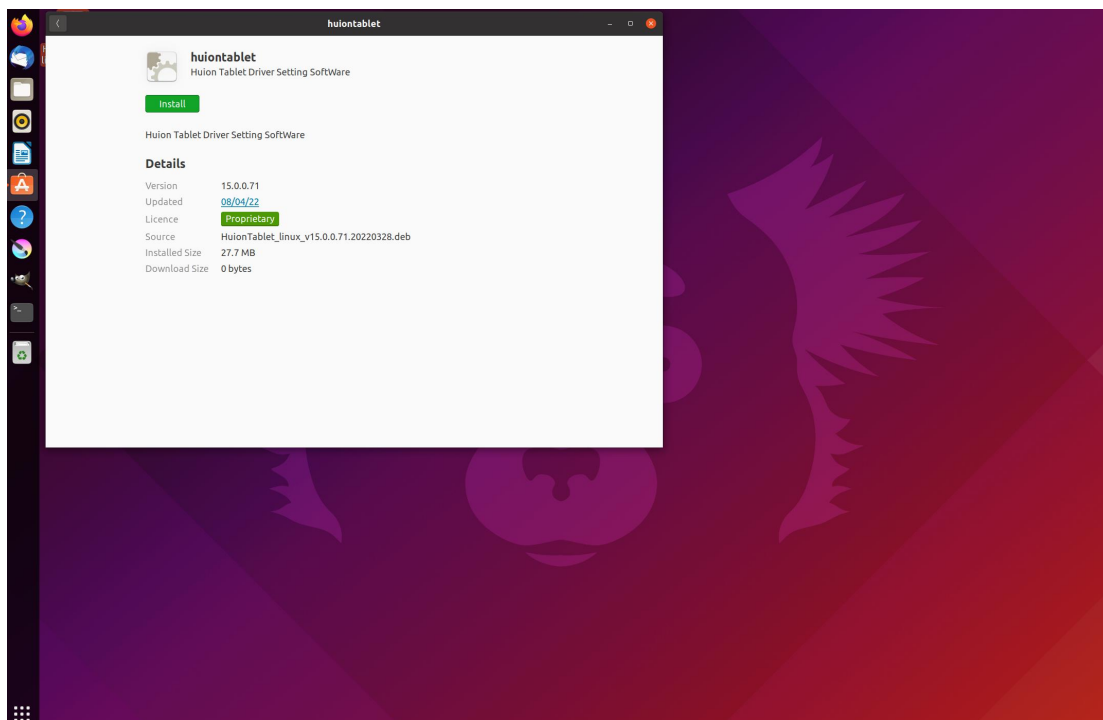 huiontablet
huiontablet
Huion Tablet Driver Setting SoftWare
Install
Huion Tablet Driver Setting SoftWare
Details
Version 15.0.0.71
Updated 08/04/22
Licence Proprietary
Source HuionTablet_linux_v15.0.0.71.20220328.deb
Installed Size 27.7 MB
Download Size 0 bytes